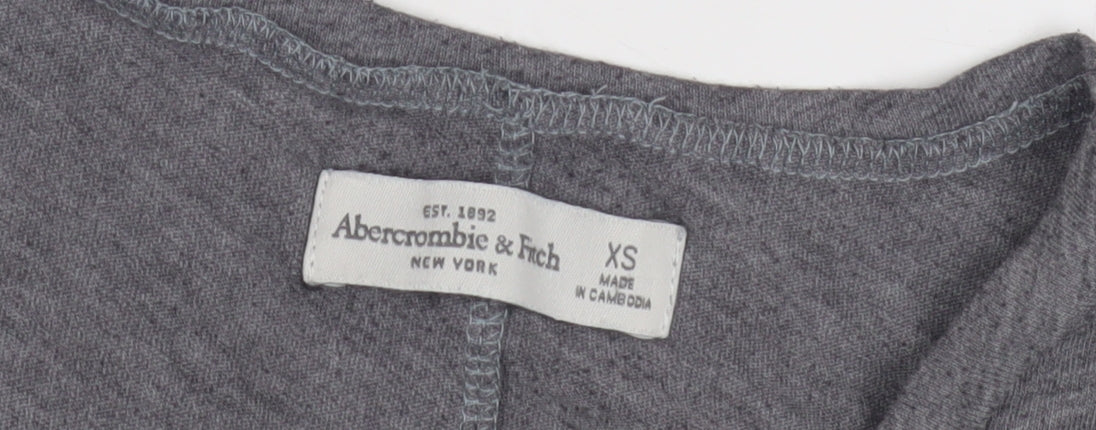 EST. 1892
Abercrombie & Fitch
NEW YORK
XS
MADE
IN CAMBODIA